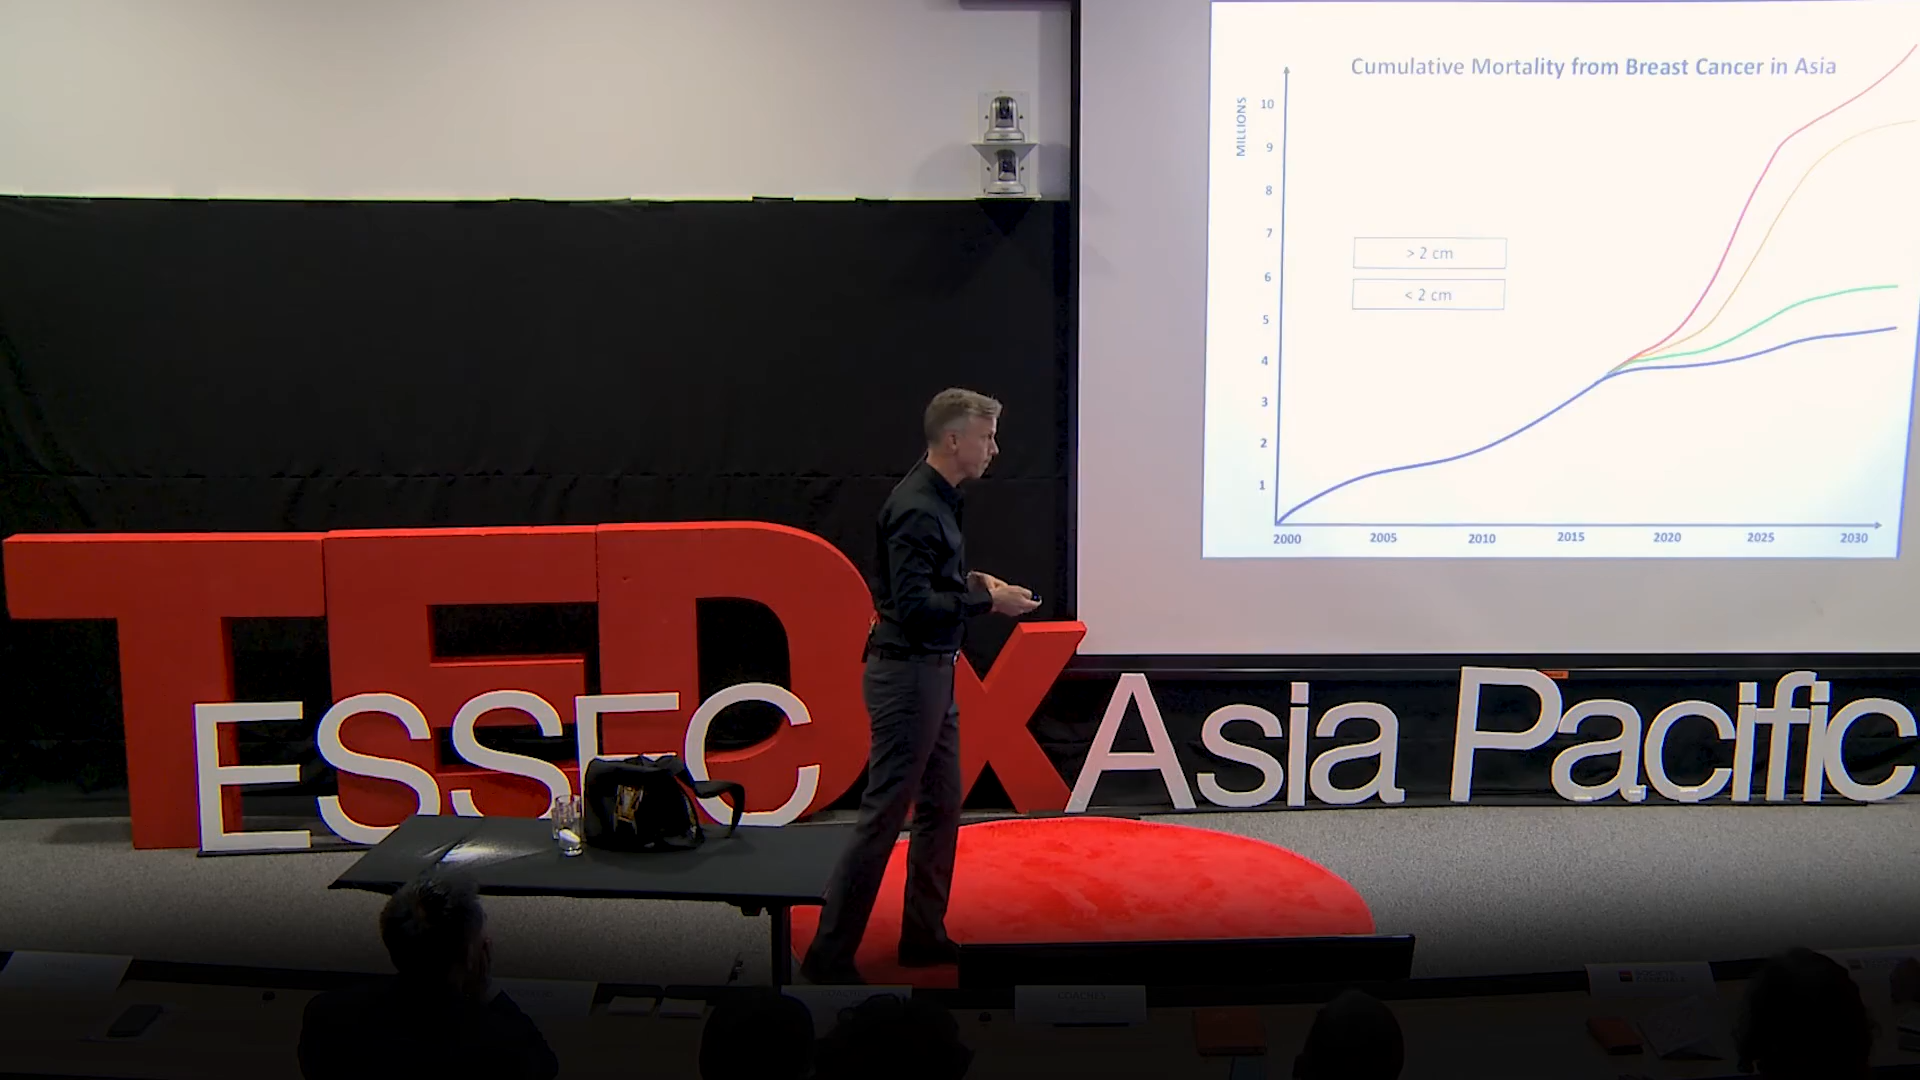 Cumulative Mortality from Breast Cancer in Asia
MILLIONS
10
9
8
7
6
5
4
3
2
1
> 2 cm
< 2 cm
2000 2005 2010 2015 2020 2025 2030
TEDx
ESSEC Asia Pacific
COACHES